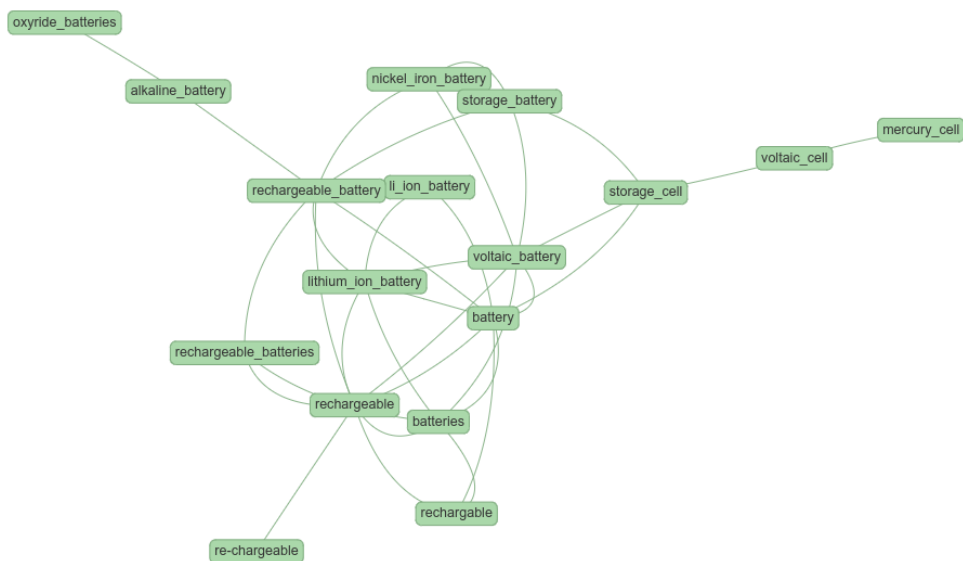 oxyride_batteries
nickel_iron_battery
alkaline_battery
storage_battery
mercury_cell
voltaic_cell
rechargeable_battery
li_ion_battery
storage_cell
voltaic_battery
lithium_ion_battery
battery
rechargeable_batteries
rechargeable
batteries
rechargable
re-chargeable